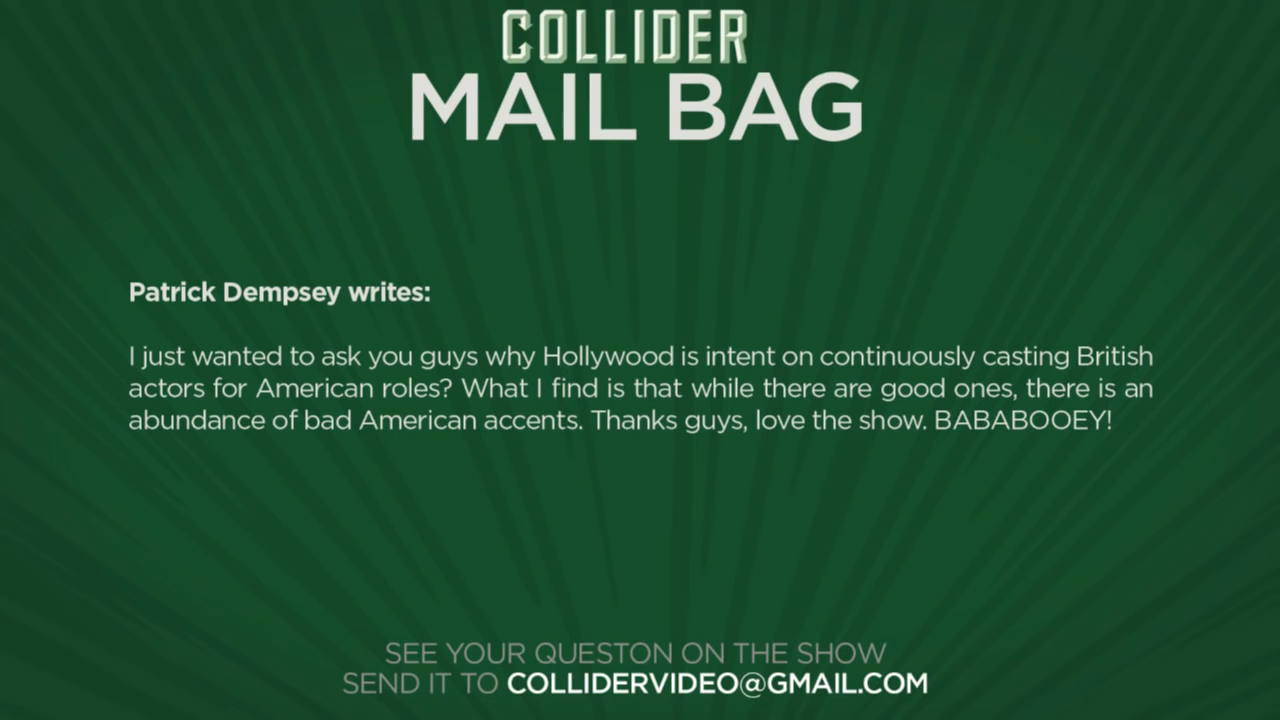 COLLIDER
MAIL BAG
Patrick Dempsey writes:
I just wanted to ask you guys why Hollywood is intent on continuously casting British
actors for American roles? What I find is that while there are good ones, there is an
abundance of bad American accents. Thanks guys, love the show. BABABOOEY!
SEE YOUR QUESTON ON THE SHOW
SEND IT TO COLLIDERVIDEO@GMAIL.COM